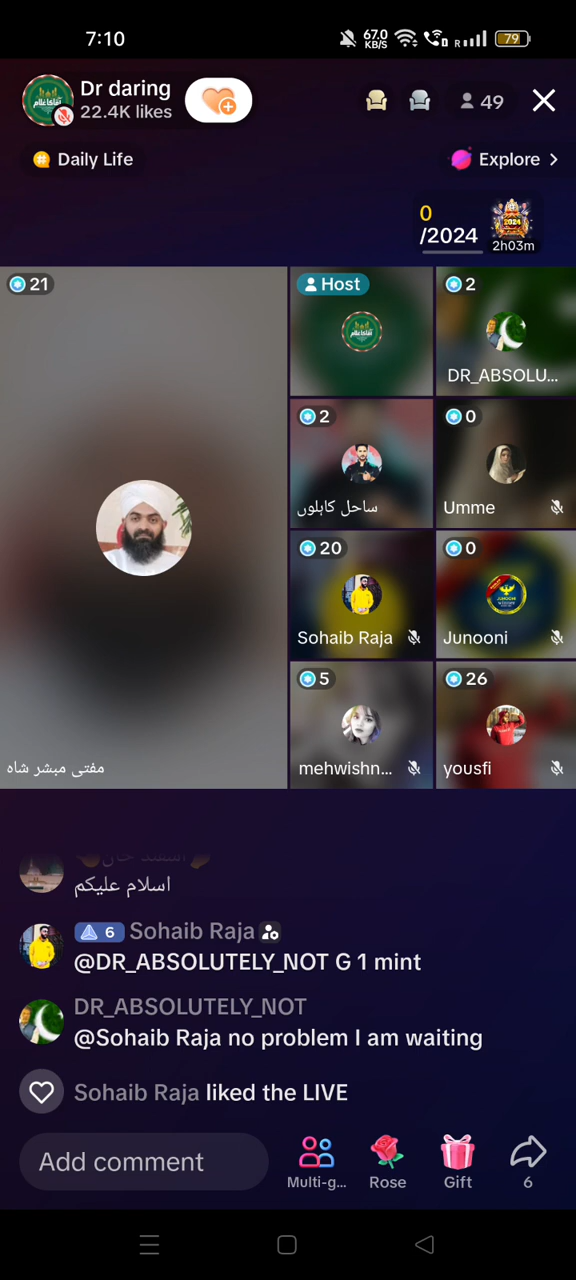 7:10
67.0
KB/S
R
79
Dr daring
22.4K likes
49
Daily Life
Explore
0
/2024
2024
2h03m
21
Host
2
DR_ABSOLU...
2
ساحل کابلوں
0
Umme
20
Sohaib Raja
0
JUNOONI
Junooni
5
mehwishn...
26
yousfi
مفتی مبشر شاہ
اسلام علیکم
6 Sohaib Raja
@DR_ABSOLUTELY_NOT G 1 mint
DR_ABSOLUTELY_NOT
@Sohaib Raja no problem I am waiting
Sohaib Raja liked the LIVE
Add comment
Multi-g...
Rose
Gift
6